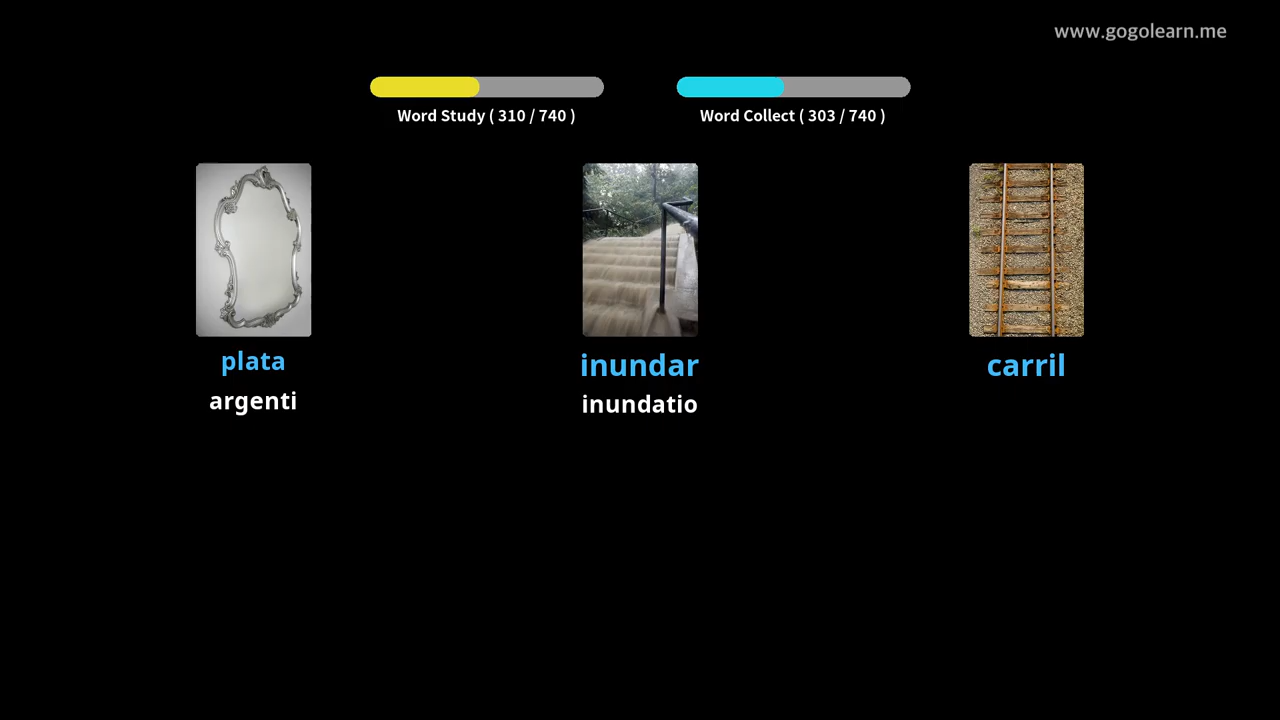 www.gogolearn.me
Word Study ( 310 / 740 )
Word Collect ( 303 / 740 )
plata
inundar
carril
argenti
inundatio